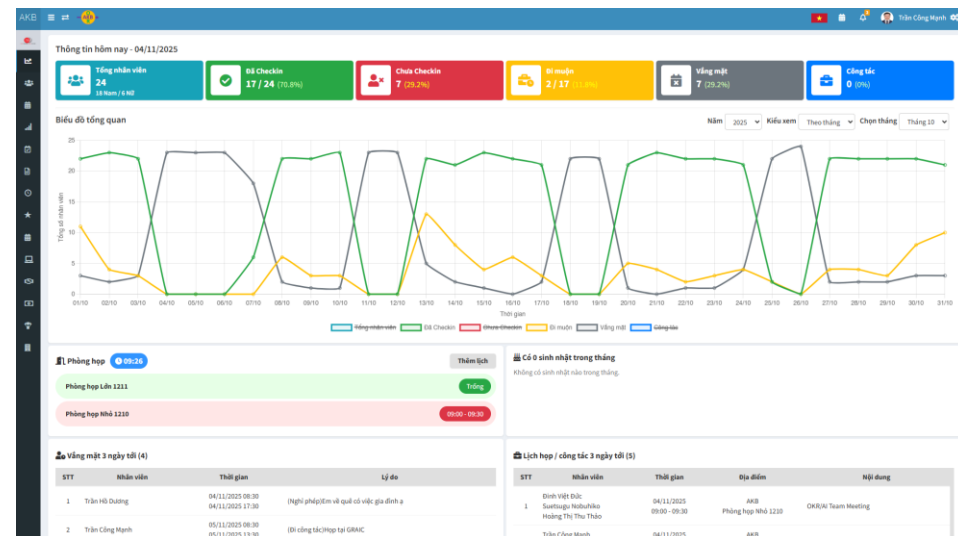 AKB
Trần Công Mạnh
Thông tin hôm nay - 04/11/2025
Tổng nhân viên
24
18 Nam / 6 Nữ
Đã Checkin
17 / 24 (70.8%)
Chưa Checkin
7 (29.2%)
Đi muộn
2 / 17 (11.8%)
Vắng mặt
7 (29.2%)
Công tác
0 (0%)
Biểu đồ tổng quan
Năm 2025 Kiểu xem Theo tháng Chọn tháng Tháng 10
Tổng số nhân viên
25
20
15
10
5
0
01/10 02/10 03/10 04/10 05/10 06/10 07/10 08/10 09/10 10/10 11/10 12/10 13/10 14/10 15/10 16/10 17/10 18/10 19/10 20/10 21/10 22/10 23/10 24/10 25/10 26/10 27/10 28/10 29/10 30/10 31/10
Thời gian
Tổng nhân viên Đã Checkin Chưa Checkin Đi muộn Vắng mặt Công tác
Phòng họp 09:26 Thêm lịch
Phòng họp Lớn 1211 Trống
Phòng họp Nhỏ 1210 09:00 - 09:30
Có 0 sinh nhật trong tháng
Không có sinh nhật nào trong tháng.
Vắng mặt 3 ngày tới (4)
STT Nhân viên Thời gian Lý do
1 Trần Hồ Dương 04/11/2025 08:30 04/11/2025 17:30 (Nghỉ phép)Em về quê có việc gia đình ạ
2 Trần Công Mạnh 05/11/2025 08:30 05/11/2025 13:30 (Đi công tác)Họp tại GRAIC
Lịch họp / công tác 3 ngày tới (5)
STT Nhân viên Thời gian Địa điểm Nội dung
1 Đinh Việt Đức Suetsugu Nobuhiko Hoàng Thị Thu Thảo 04/11/2025 09:00 - 09:30 AKB Phòng họp Nhỏ 1210 OKR/AI Team Meeting
Trần Công Mạnh 04/11/2025 AKB